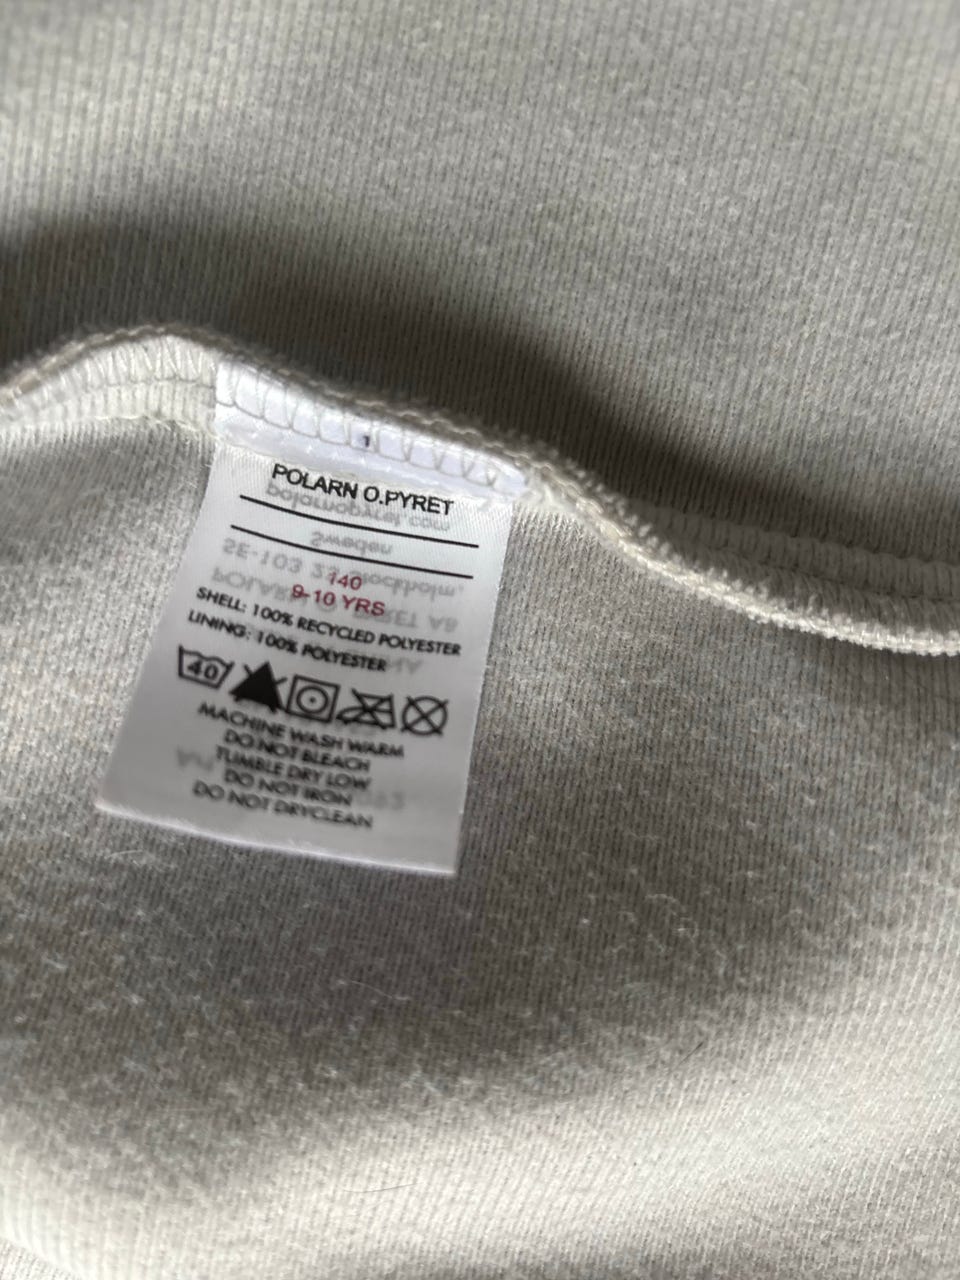 1
POLARN O.PYRET
140
9-10 YRS
SHELL: 100% RECYCLED POLYESTER
LINING: 100% POLYESTER
40
MACHINE WASH WARM
DO NOT BLEACH
TUMBLE DRY LOW
DO NOT IRON
DO NOT DRYCLEAN